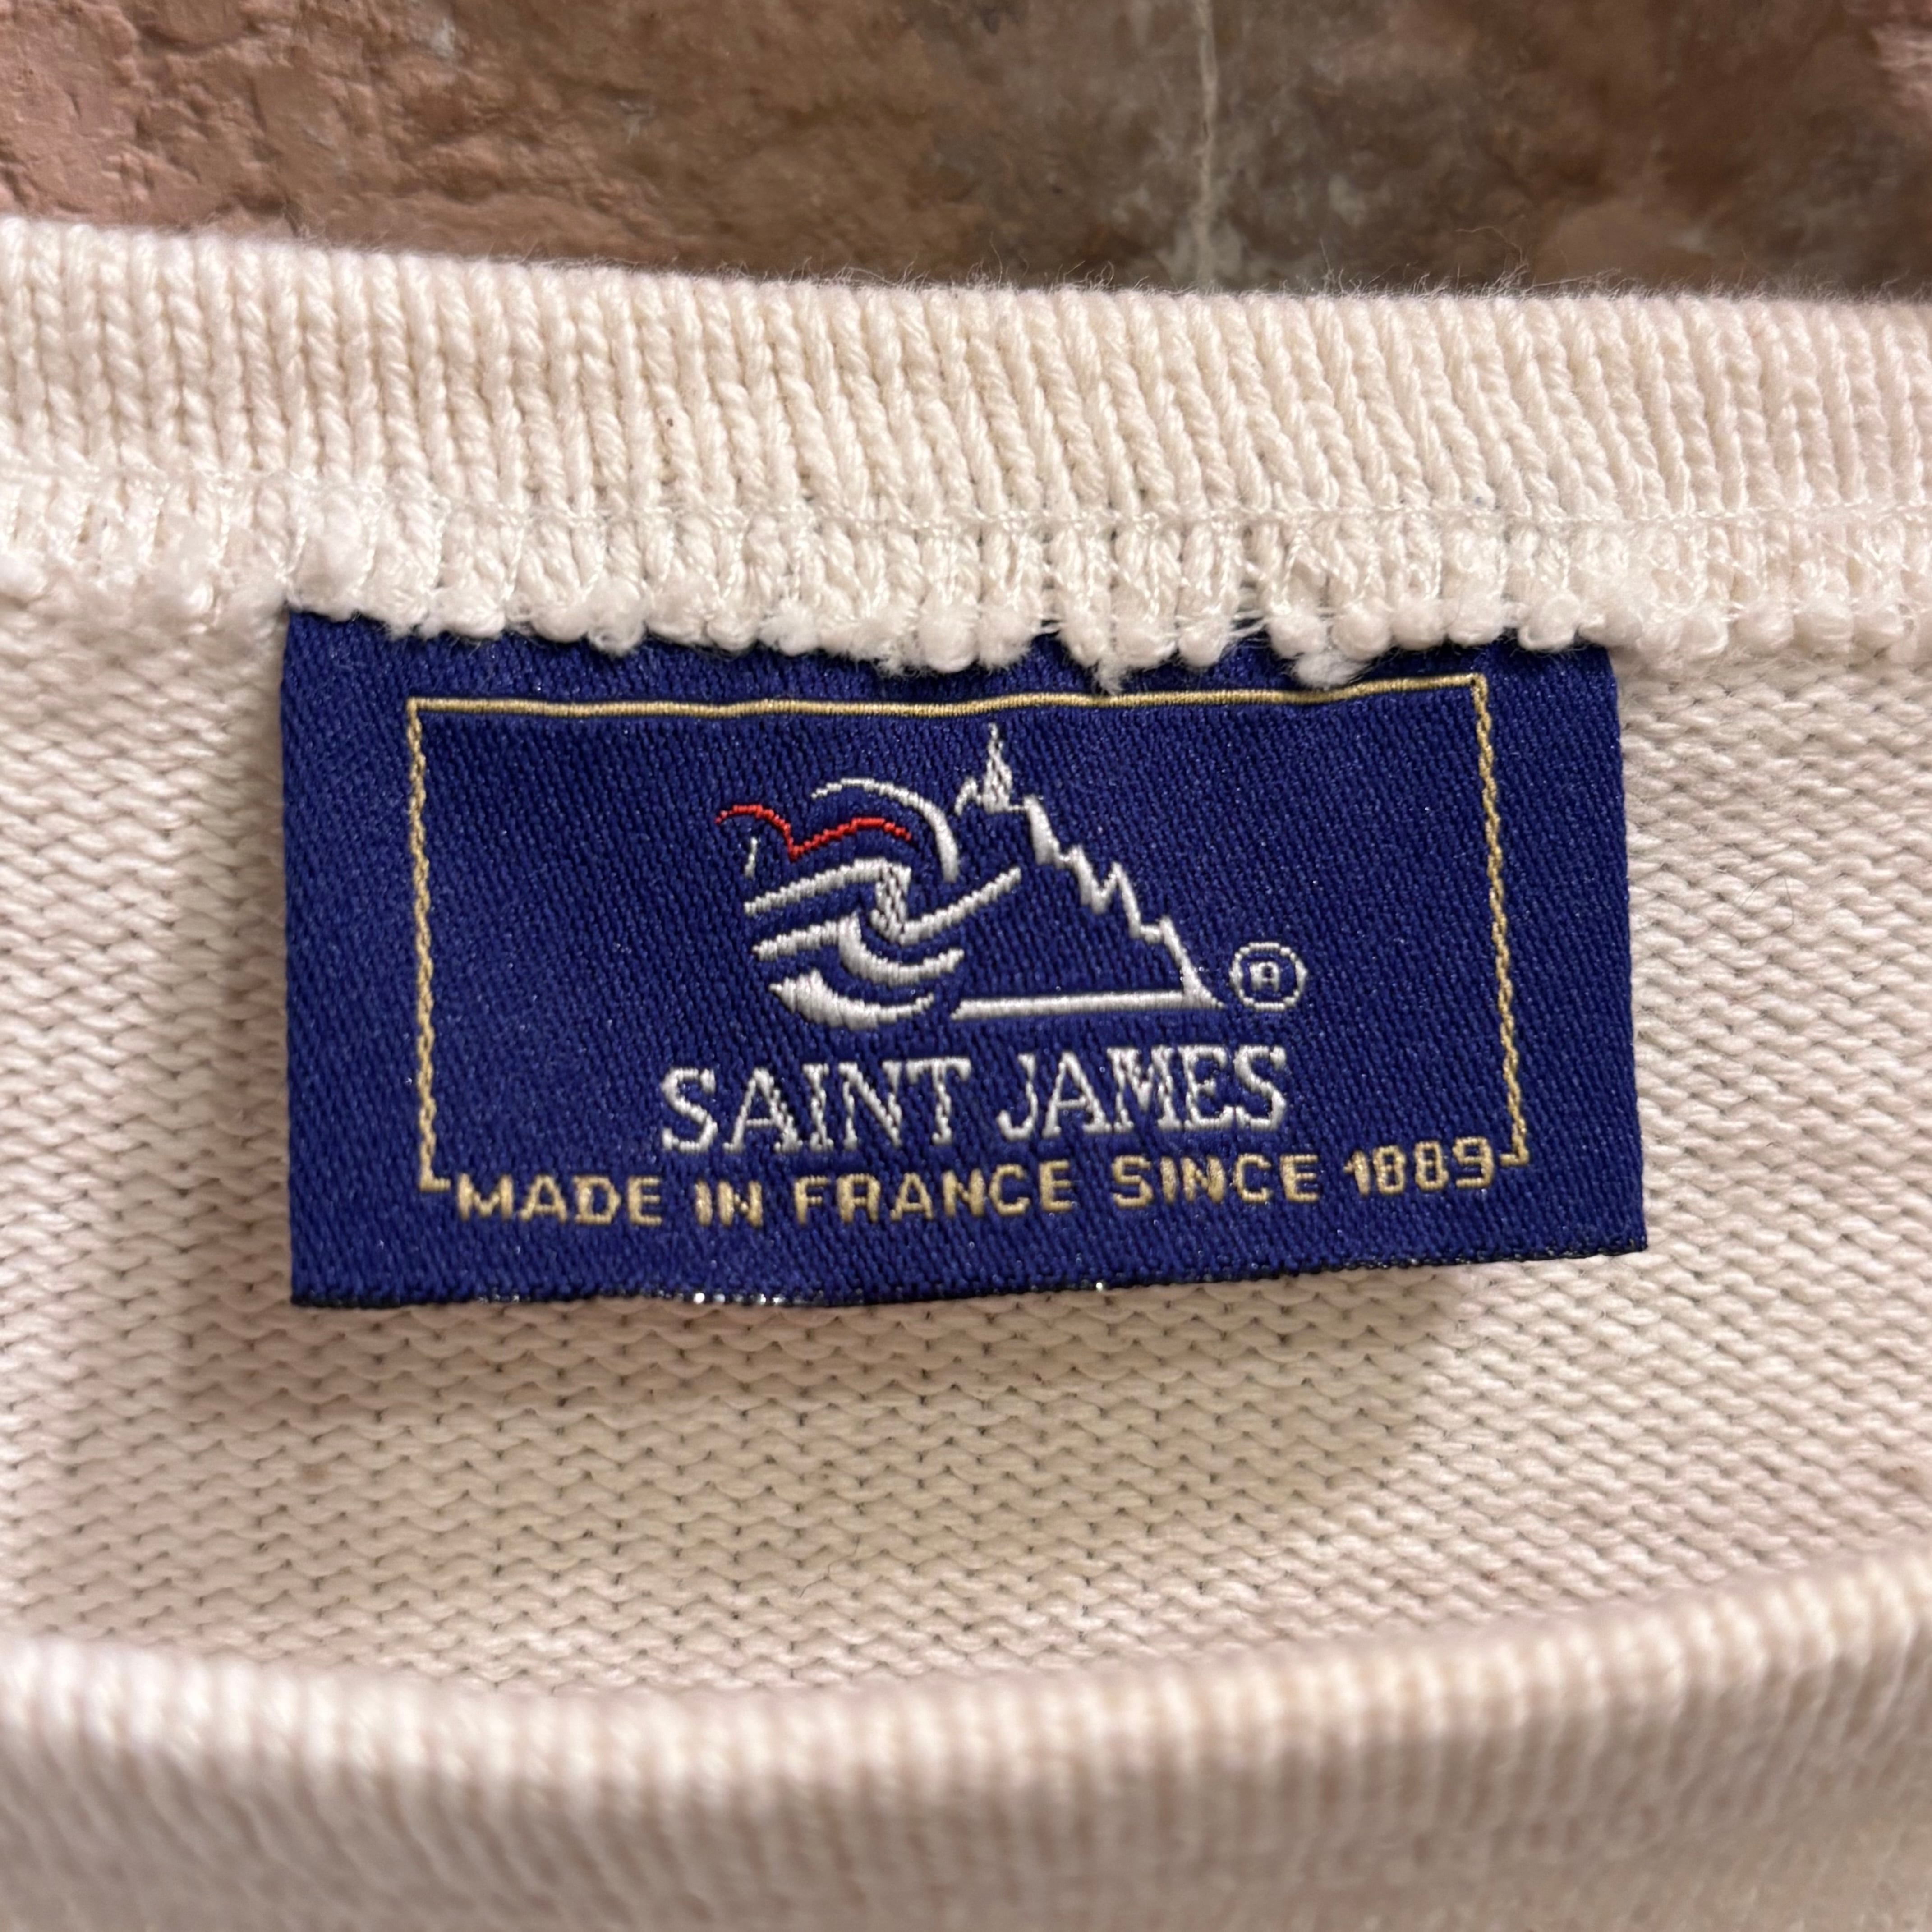 ®
SAINT JAMES
MADE IN FRANCE SINCE 1889